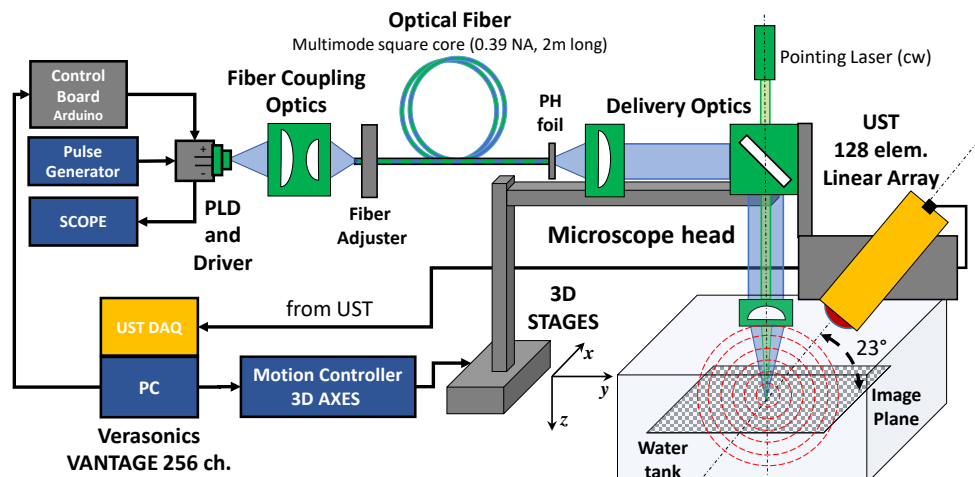 Optical Fiber
Multimode square core (0.39 NA, 2m long)
Pointing Laser (cw)
Control
Board
Arduino
Fiber Coupling
Optics
PH
foil
Delivery Optics
UST
128 elem.
Linear Array
Pulse
Generator
+
-
SCOPE
PLD
and
Driver
Fiber
Adjuster
Microscope head
from UST
3D
STAGES
UST DAQ
PC
Motion Controller
3D AXES
x
y
z
23°
Image
Plane
Water
tank
Verasonics
VANTAGE 256 ch.